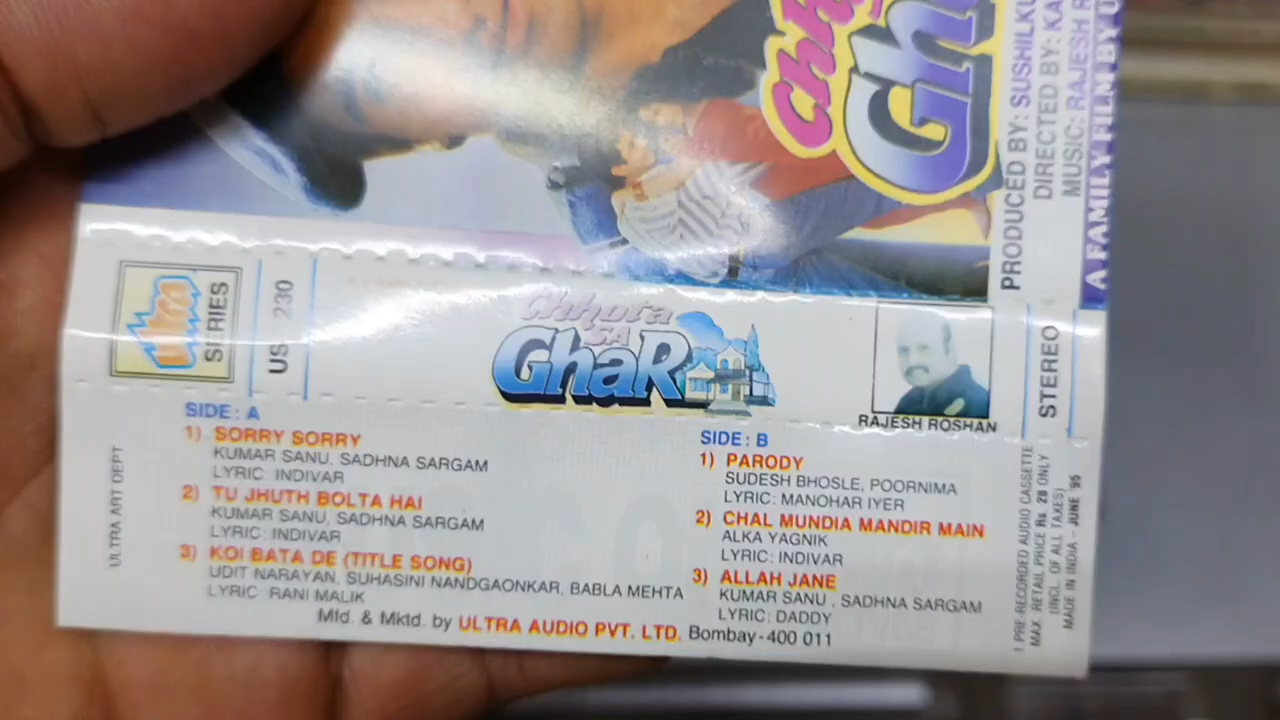 Gh
PRODUCED BY: SUSHILKU
DIRECTED BY: KA
MUSIC: RAJESH R
A FAMILY FILM BY U
ultra
SERIES
US 230
Chhota
SA
GhaR
RAJESH ROSHAN
STEREO
ULTRA ART DEPT
SIDE : A
1) SORRY SORRY
KUMAR SANU, SADHNA SARGAM
LYRIC: INDIVAR
2) TU JHUTH BOLTA HAI
KUMAR SANU, SADHNA SARGAM
LYRIC: INDIVAR
3) KOI BATA DE (TITLE SONG)
UDIT NARAYAN, SUHASINI NANDGAONKAR, BABLA MEHTA
LYRIC: RANI MALIK
SIDE : B
1) PARODY
SUDESH BHOSLE, POORNIMA
LYRIC: MANOHAR IYER
2) CHAL MUNDIA MANDIR MAIN
ALKA YAGNIK
LYRIC: INDIVAR
3) ALLAH JANE
KUMAR SANU , SADHNA SARGAM
LYRIC: DADDY
Mfd. & Mktd. by ULTRA AUDIO PVT. LTD. Bombay-400 011
1 PRE-RECORDED AUDIO CASSETTE
MAX. RETAIL PRICE Rs. 28 ONLY
(INCL. OF ALL TAXES)
MADE IN INDIA - JUNE '95